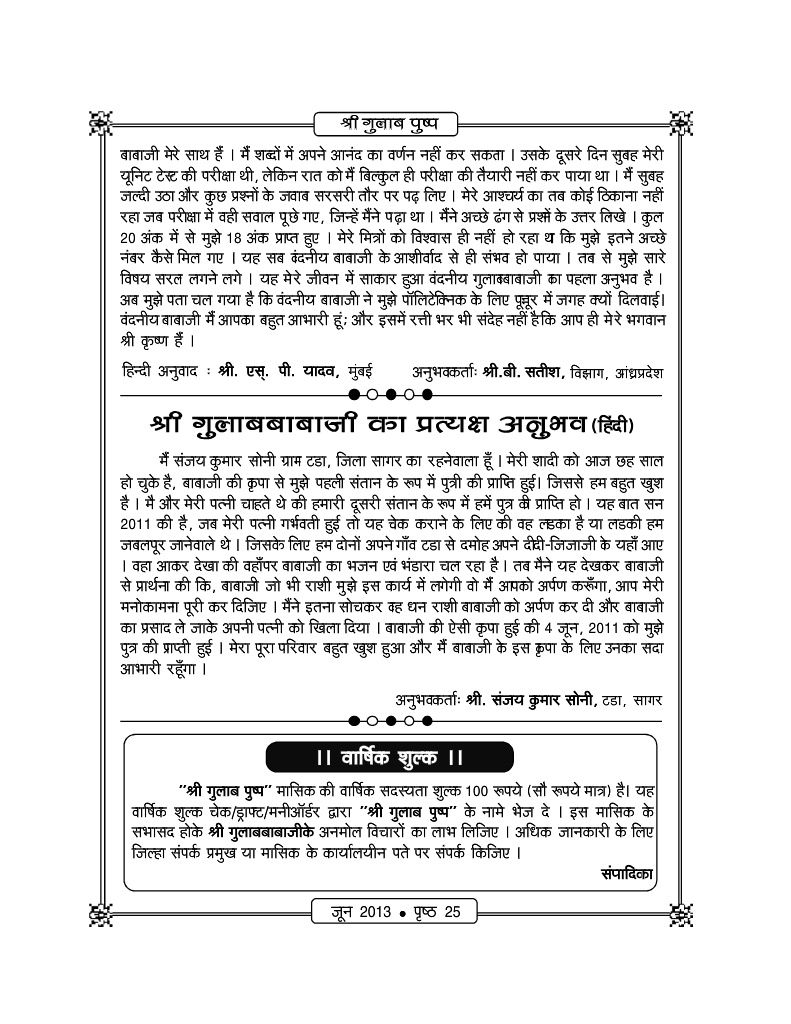 श्री गुलाब पुष्प
बाबाजी मेरे साथ हैं । मैं शब्दों में अपने आनंद का वर्णन नहीं कर सकता । उसके दूसरे दिन सुबह मेरी
यूनिट टेस्ट की परीक्षा थी, लेकिन रात को मैं बिल्कुल ही परीक्षा की तैयारी नहीं कर पाया था । मैं सुबह
जल्दी उठा और कुछ प्रश्नों के जवाब सरसरी तौर पर पढ़ लिए । मेरे आश्चर्य का तब कोई ठिकाना नहीं
रहा जब परीक्षा में वही सवाल पूछे गए, जिन्हें मैंने पढ़ा था । मैंने अच्छे ढंग से प्रश्नों के उत्तर लिखे । कुल
20 अंक में से मुझे 18 अंक प्राप्त हुए । मेरे मित्रों को विश्वास ही नहीं हो रहा था कि मुझे इतने अच्छे
नंबर कैसे मिल गए । यह सब वंदनीय बाबाजी के आशीर्वाद से ही संभव हो पाया । तब से मुझे सारे
विषय सरल लगने लगे । यह मेरे जीवन में साकार हुआ वंदनीय गुलाबबाबाजी का पहला अनुभव है ।
अब मुझे पता चल गया है कि वंदनीय बाबाजी ने मुझे पॉलिटेक्निक के लिए में जगह क्यों दिलवाई।
वंदनीय बाबाजी मैं आपका बहुत आभारी हूं; और इसमें रत्ती भर भी संदेह नहीं है कि आप ही मेरे भगवान
श्री कृष्ण हैं ।
हिन्दी अनुवाद : श्री. एस्. पी. यादव, मुंबई अनुभवकर्ताः श्री.बी. सतीश, विझाग, आंध्रप्रदेश
श्री गुलाबबाबाजी का प्रत्यक्ष अनुभव (हिंदी)
मैं संजय कुमार सोनी ग्राम टडा, जिला सागर का रहनेवाला हूँ । मेरी शादी को आज छह साल
हो चुके है, बाबाजी की कृपा से मुझे पहली संतान के रूप में पुत्री की प्राप्ति हुई। जिससे हम बहुत खुश
है । मै और मेरी पत्नी चाहते थे की हमारी दूसरी संतान के रूप में हमें पुत्र की प्राप्ति हो । यह बात सन
2011 की है, जब मेरी पत्नी गर्भवती हुई तो यह चेक कराने के लिए की वह लडका है या लडकी हम
जबलपूर जानेवाले थे । जिसके लिए हम दोनों अपने गाँव टडा से दमोह अपने दीदी-जिजाजी के यहाँ आए
। वहा आकर देखा की वहाँपर बाबाजी का भजन एवं भंडारा चल रहा है । तब मैने यह देखकर बाबाजी
से प्रार्थना की कि, बाबाजी जो भी राशी मुझे इस कार्य में लगेगी वो मैं आपको अर्पण करूँगा, आप मेरी
मनोकामना पूरी कर दिजिए । मैंने इतना सोचकर वह धन राशी बाबाजी को अर्पण कर दी और बाबाजी
का प्रसाद ले जाके अपनी पत्नी को खिला दिया । बाबाजी की ऐसी कृपा हुई की 4 जून, 2011 को मुझे
पुत्र की प्राप्ती हुई । मेरा पूरा परिवार बहुत खुश हुआ और मैं बाबाजी के इस कृपा के लिए उनका सदा
आभारी रहूँगा ।
अनुभवकर्ताः श्री. संजय कुमार सोनी, टडा, सागर
।। वार्षिक शुल्क ।।
"श्री गुलाब पुष्प" मासिक की वार्षिक सदस्यता शुल्क 100 रूपये (सौ रूपये मात्र) है। यह
वार्षिक शुल्क चेक/ड्राफ्ट/मनीऑर्डर द्वारा "श्री गुलाब पुष्प" के नामे भेज दे । इस मासिक के
सभासद होके श्री गुलाबबाबाजीके अनमोल विचारों का लाभ लिजिए । अधिक जानकारी के लिए
जिल्हा संपर्क प्रमुख या मासिक के कार्यालयीन पते पर संपर्क किजिए ।
संपादिका
जून 2013 • पृष्ठ 25